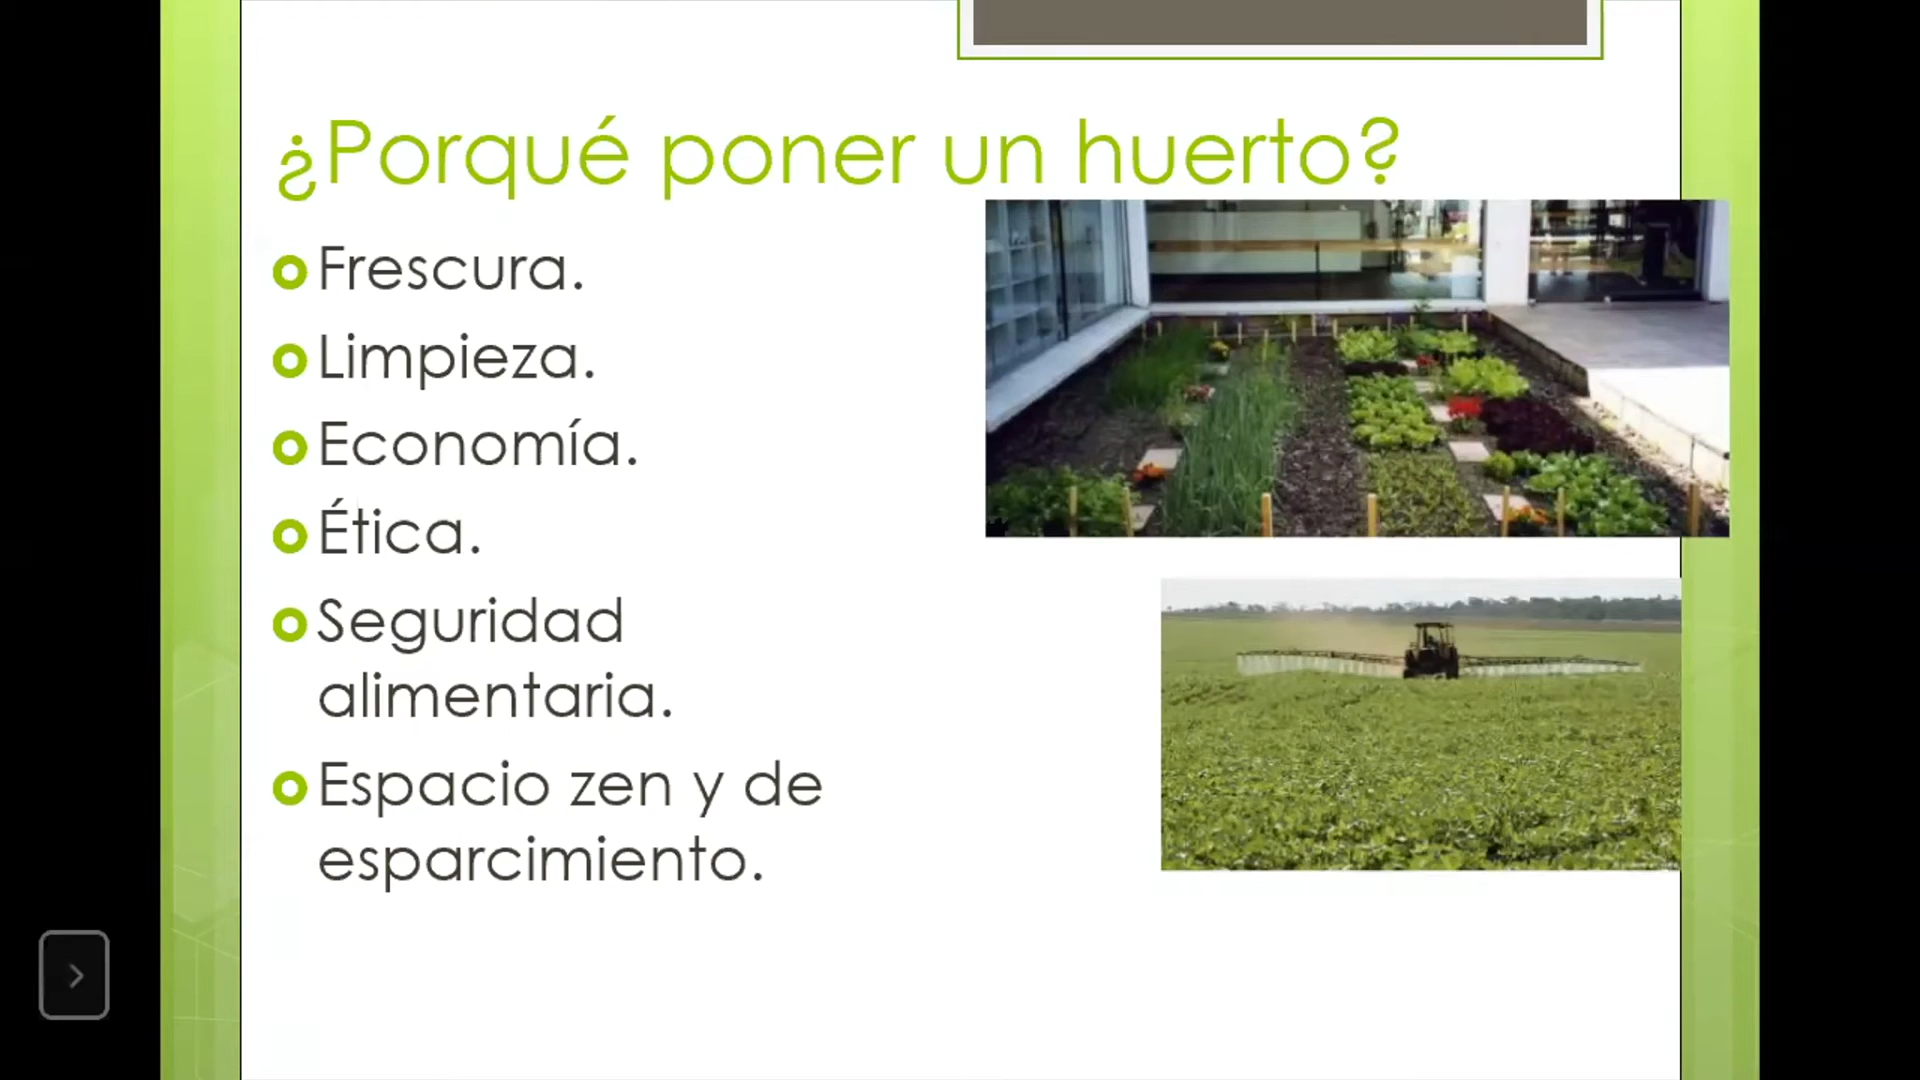 ¿Porqué poner un huerto?
Frescura.
Limpieza.
Economía.
Ética.
Seguridad
alimentaria.
Espacio zen y de
esparcimiento.